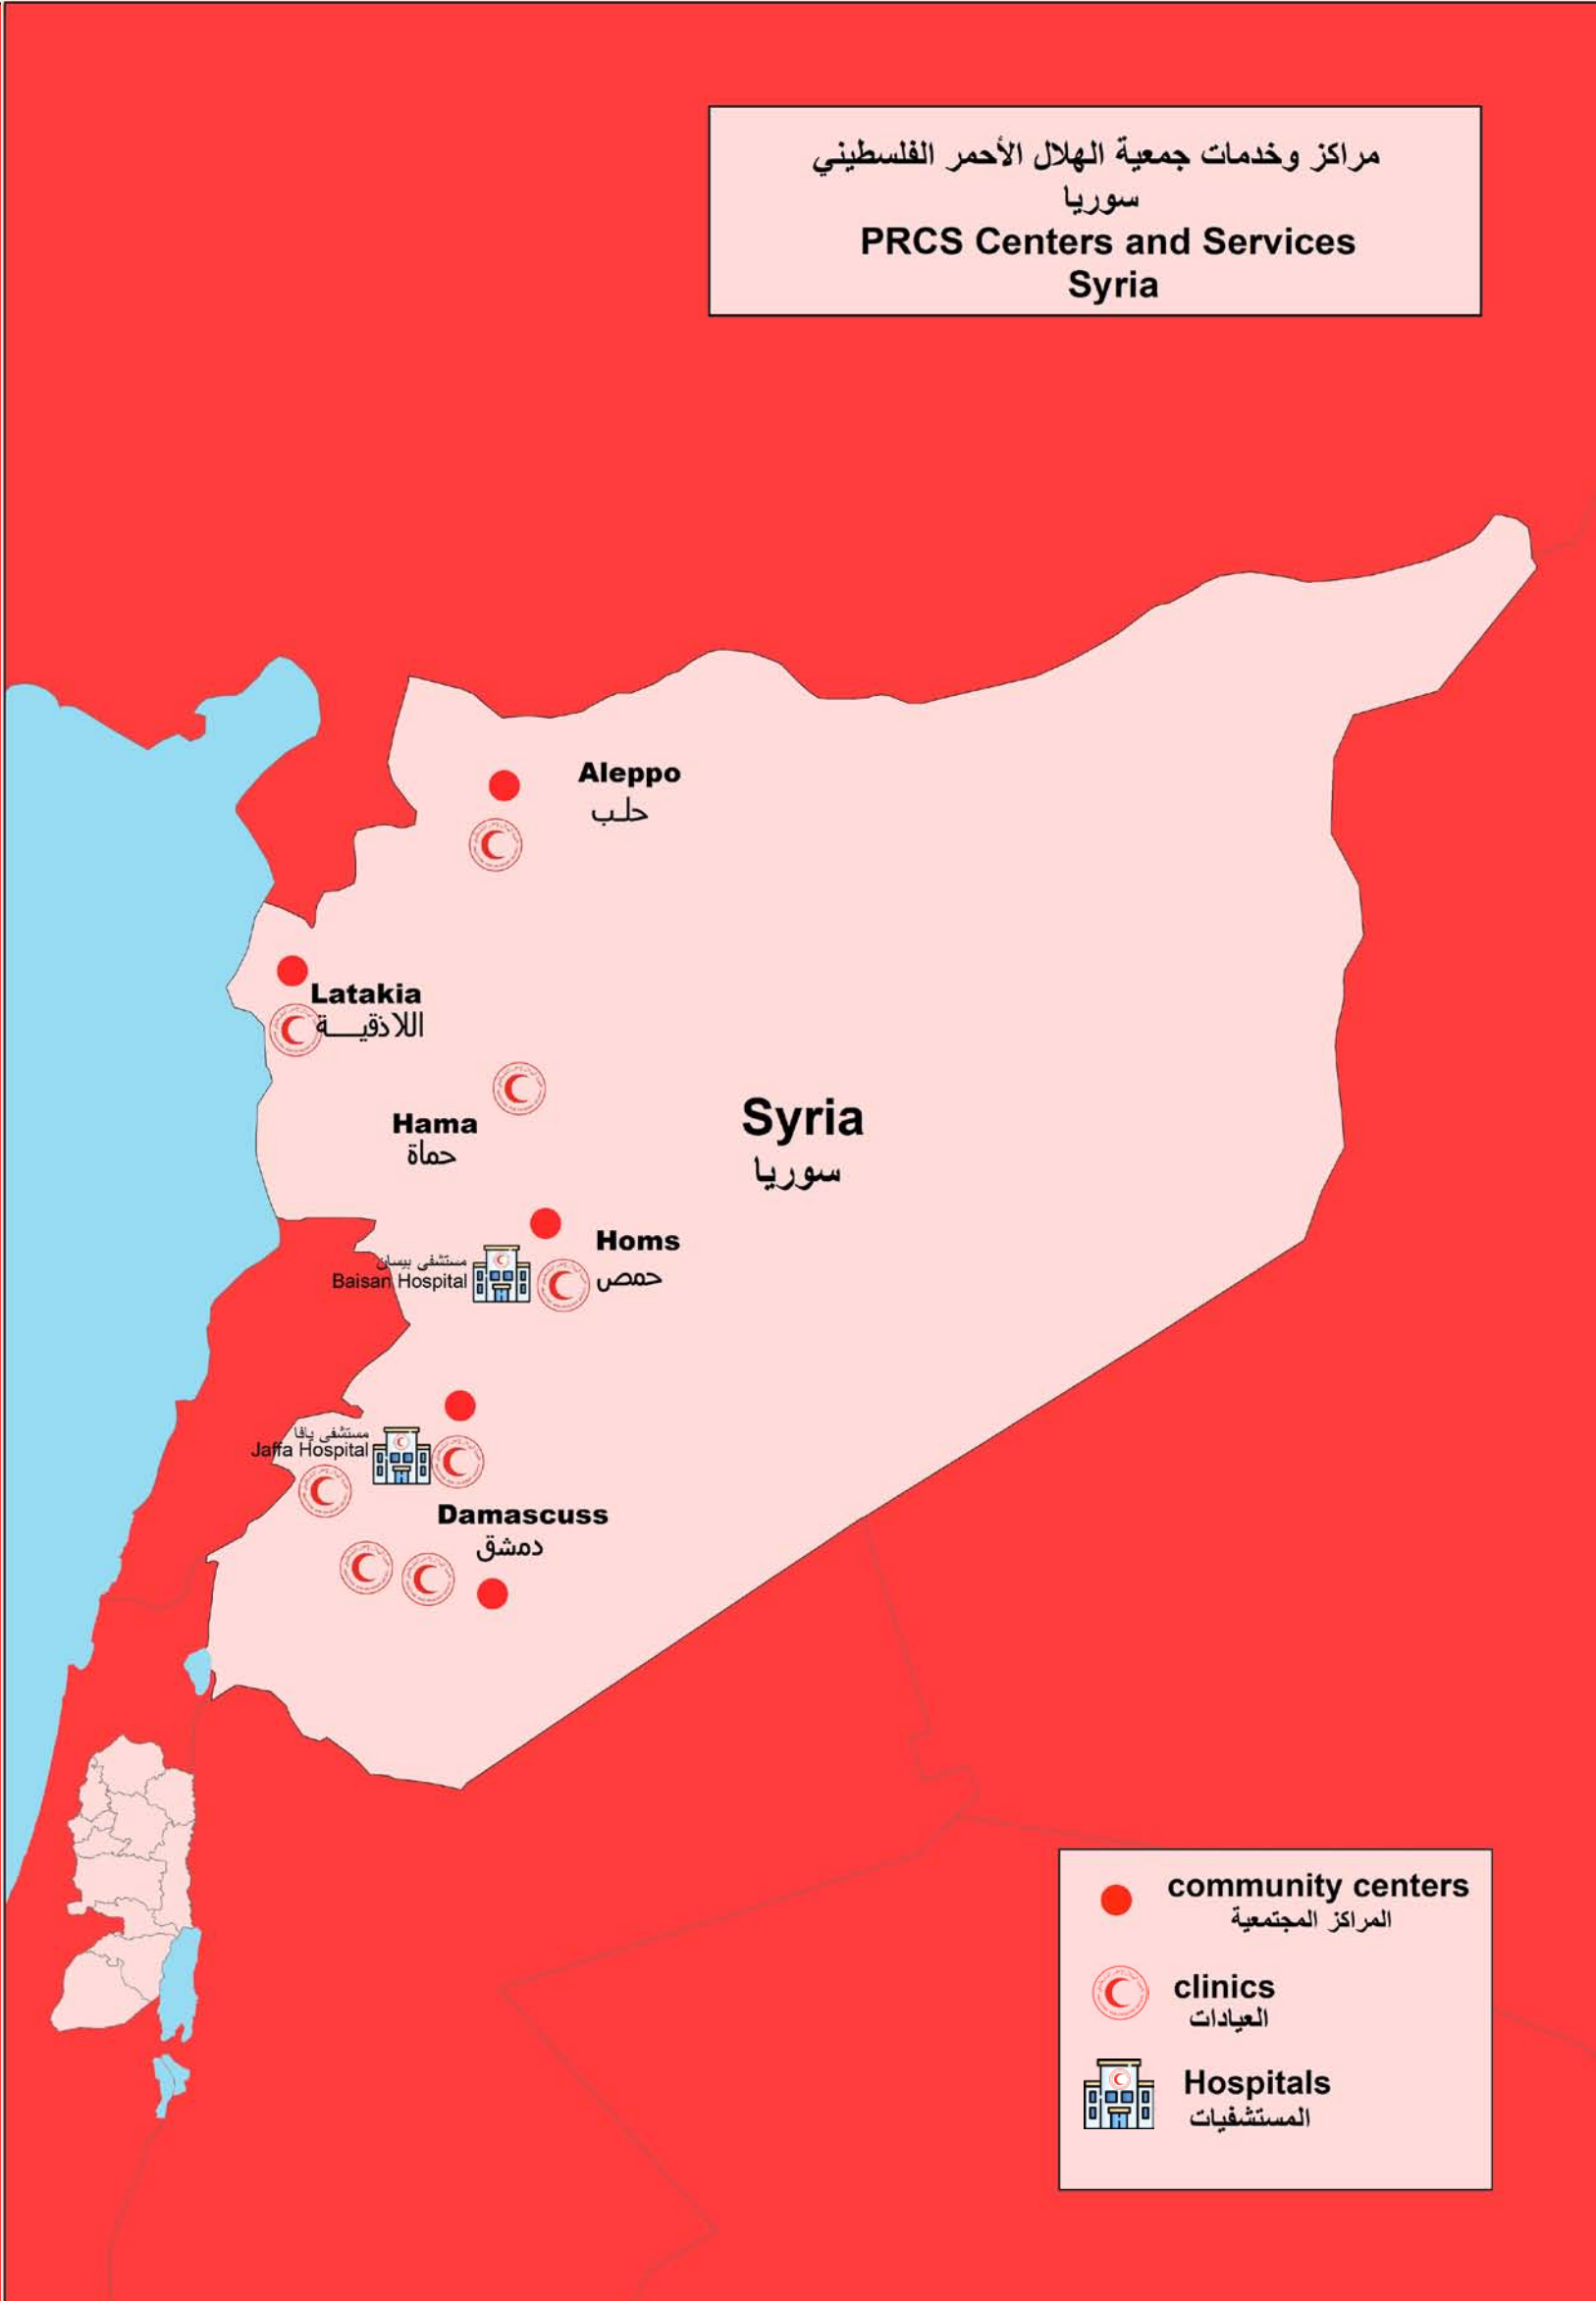 مراكز وخدمات جمعية الهلال الأحمر الفلسطيني
سوريا
PRCS Centers and Services
Syria
Aleppo
حلب
Latakia
اللاذقيـــة
Hama
حماة
Syria
سوريا
Homs
حمص
مستشفى بيسان
Baisan Hospital
مستشفى يافا
Jaffa Hospital
Damascuss
دمشق
community centers
المراكز المجتمعية
clinics
العيادات
Hospitals
المستشفيات